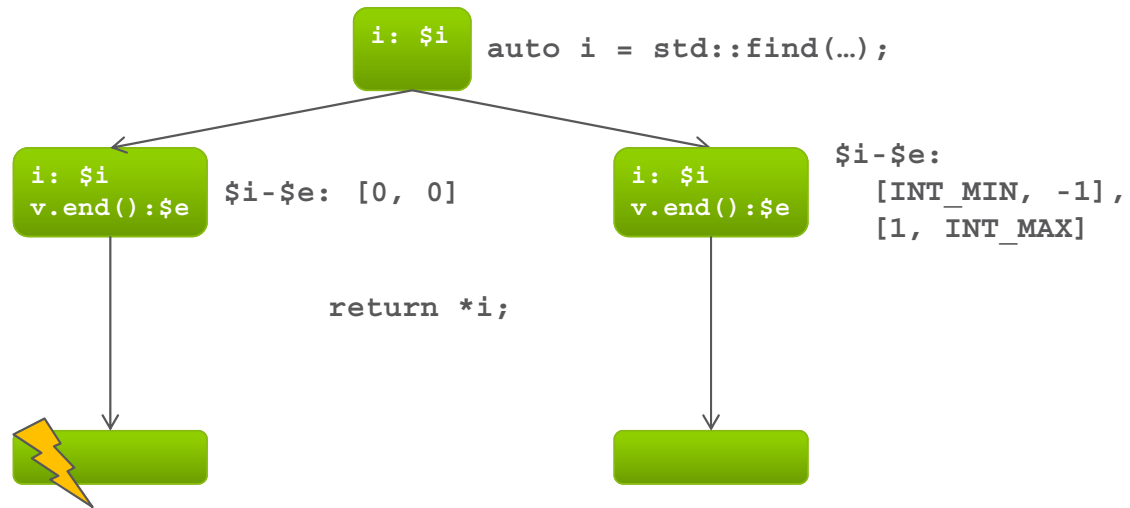 i: $i
auto i = std::find(…);
i: $i
v.end():$e
$i-$e: [0, 0]
i: $i
v.end():$e
$i-$e:
[INT_MIN, -1],
[1, INT_MAX]
return *i;